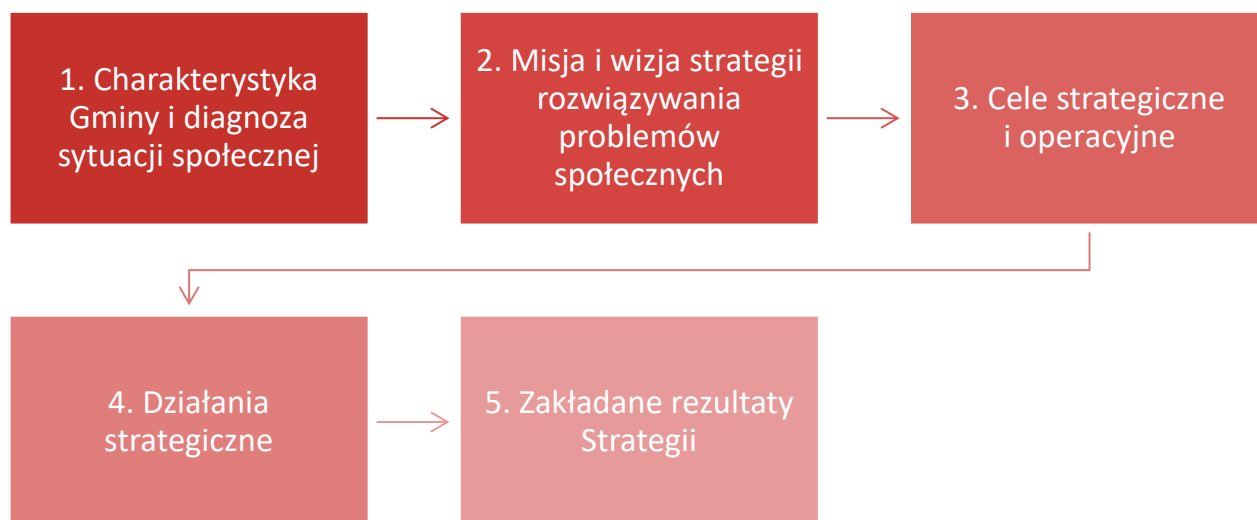 1. Charakterystyka
Gminy i diagnoza
sytuacji społecznej
2. Misja i wizja strategii
rozwiązywania
problemów
społecznych
3. Cele strategiczne
i operacyjne
4. Działania
strategiczne
5. Zakładane rezultaty
Strategii